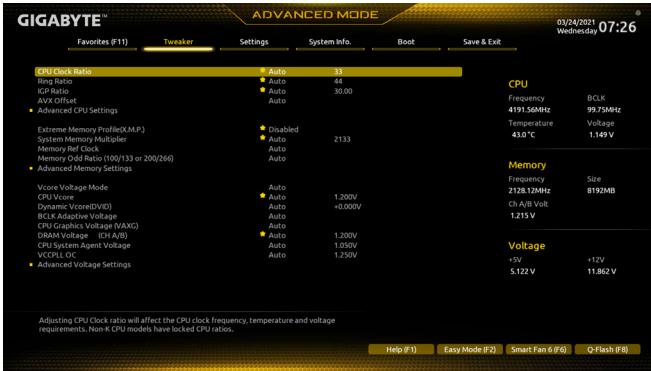 GIGABYTE™
ADVANCED MODE
03/24/2021
Wednesday 07:26
Favorites (F11) Tweaker Settings System Info. Boot Save & Exit
CPU Clock Ratio Auto 33
Ring Ratio Auto 44
IGP Ratio Auto 30.00
AVX Offset Auto
Advanced CPU Settings
Extreme Memory Profile(X.M.P.) Disabled
System Memory Multiplier Auto 2133
Memory Ref Clock Auto
Memory Odd Ratio (100/133 or 200/266) Auto
Advanced Memory Settings
Vcore Voltage Mode Auto
CPU Vcore Auto 1.200V
Dynamic Vcore(DVID) Auto +0.000V
BCLK Adaptive Voltage Auto
CPU Graphics Voltage (VAXG) Auto
DRAM Voltage (CH A/B) Auto 1.200V
CPU System Agent Voltage Auto 1.050V
VCCPLL OC Auto 1.250V
Advanced Voltage Settings
CPU
Frequency BCLK
4191.56MHz 99.75MHz
Temperature Voltage
43.0 °C 1.149 V
Memory
Frequency Size
2128.12MHz 8192MB
Ch A/B Volt
1.215 V
Voltage
+5V +12V
5.122 V 11.862 V
Adjusting CPU Clock ratio will affect the CPU clock frequency, temperature and voltage
requirements. Non-K CPU models have locked CPU ratios.
Help (F1) Easy Mode (F2) Smart Fan 6 (F6) Q-Flash (F8)